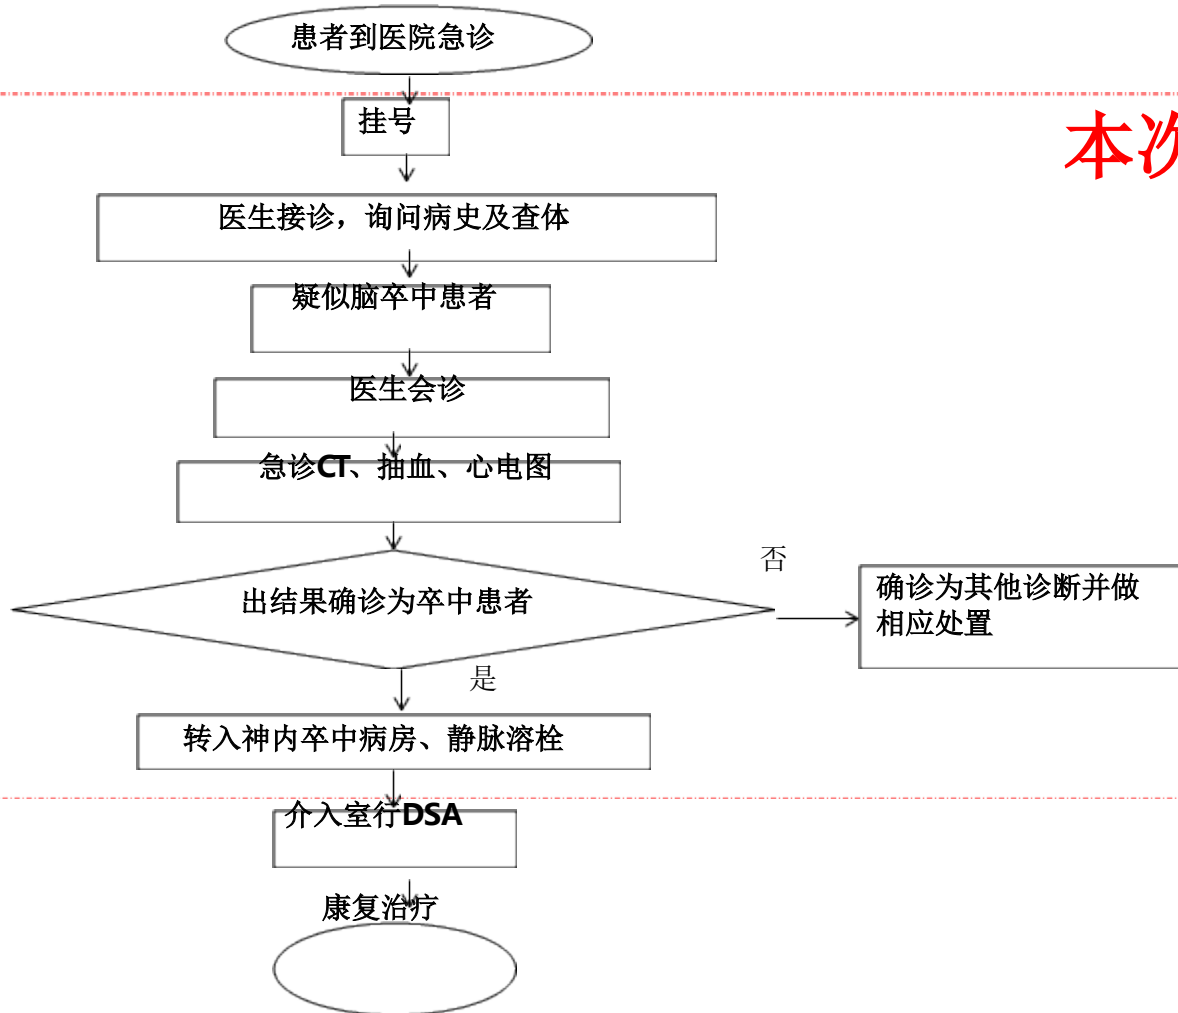 患者到医院急诊
挂号
本次
医生接诊，询问病史及查体
疑似脑卒中患者
医生会诊
急诊CT、抽血、心电图
否
出结果确诊为卒中患者
确诊为其他诊断并做
相应处置
是
转入神内卒中病房、静脉溶栓
介入室行DSA
康复治疗